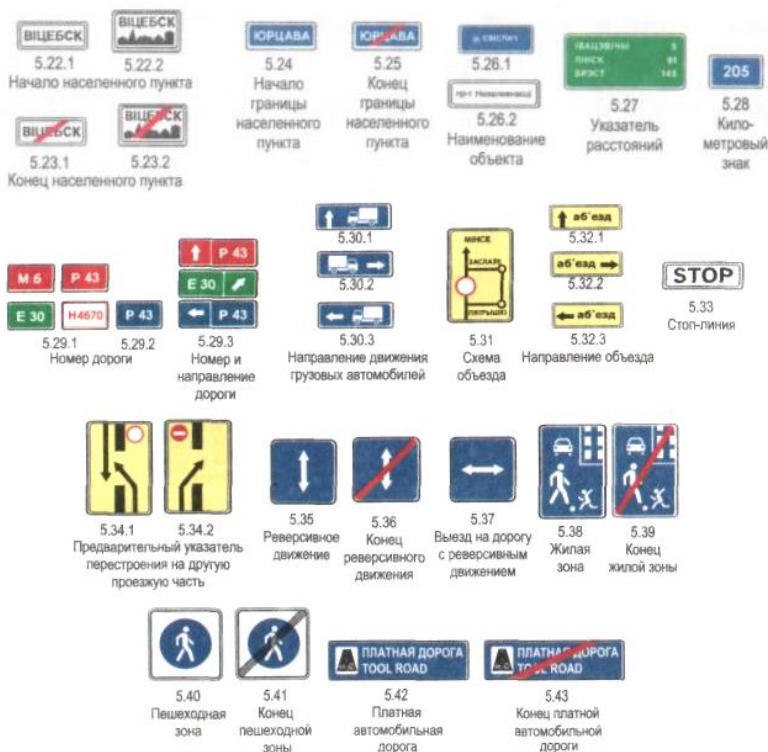 ВІЦЕБСК
ВІЦЕБСК
5.22.1
5.22.2
Начало населенного пункта
ВІЦЕБСК
ВІЦЕБСК
5.23.1
5.23.2
Конец населенного пункта
ЮРЦАВА
5.24
Начало
границы
населенного
пункта
ЮРЦАВА
5.25
Конец
границы
населенного
пункта
5.26.1
5.26.2
Наименование
объекта
ІВАЦЭВІЧЫ 5
ПІНСК 91
БРЭСТ 143
5.27
Указатель
расстояний
205
5.28
Кило-
метровый
знак
М 6
Р 43
Е 30
Н4670
Р 43
5.29.1
5.29.2
Номер дороги
Р 43
Е 30
Р 43
5.29.3
Номер и
направление
дороги
5.30.1
5.30.2
5.30.3
Направление движения
грузовых автомобилей
МІНСК
ЗАСЛАЎЕ
5.31
Схема
объезда
аб'езд
5.32.1
аб'езд
5.32.2
аб'езд
5.32.3
Направление объезда
STOP
5.33
Стоп-линия
5.34.1
5.34.2
Предварительный указатель
перестроения на другую
проезжую часть
5.35
Реверсивное
движение
5.36
Конец
реверсивного
движения
5.37
Выезд на дорогу
с реверсивным
движением
5.38
Жилая
зона
5.39
Конец
жилой зоны
5.40
Пешеходная
зона
5.41
Конец
пешеходной
зоны
ПЛАТНАЯ ДОРОГА
TOOL ROAD
5.42
Платная
автомобильная
дорога
ПЛАТНАЯ ДОРОГА
TOOL ROAD
5.43
Конец платной
автомобильной
дороги